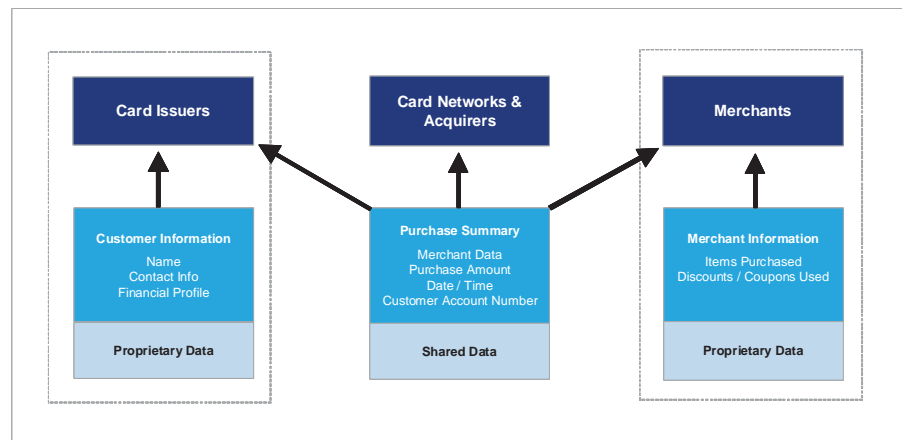 Card Issuers
Card Networks &
Acquirers
Merchants
Customer Information
Name
Contact Info
Financial Profile
Proprietary Data
Purchase Summary
Merchant Data
Purchase Amount
Date / Time
Customer Account Number
Shared Data
Merchant Information
Items Purchased
Discounts / Coupons Used
Proprietary Data